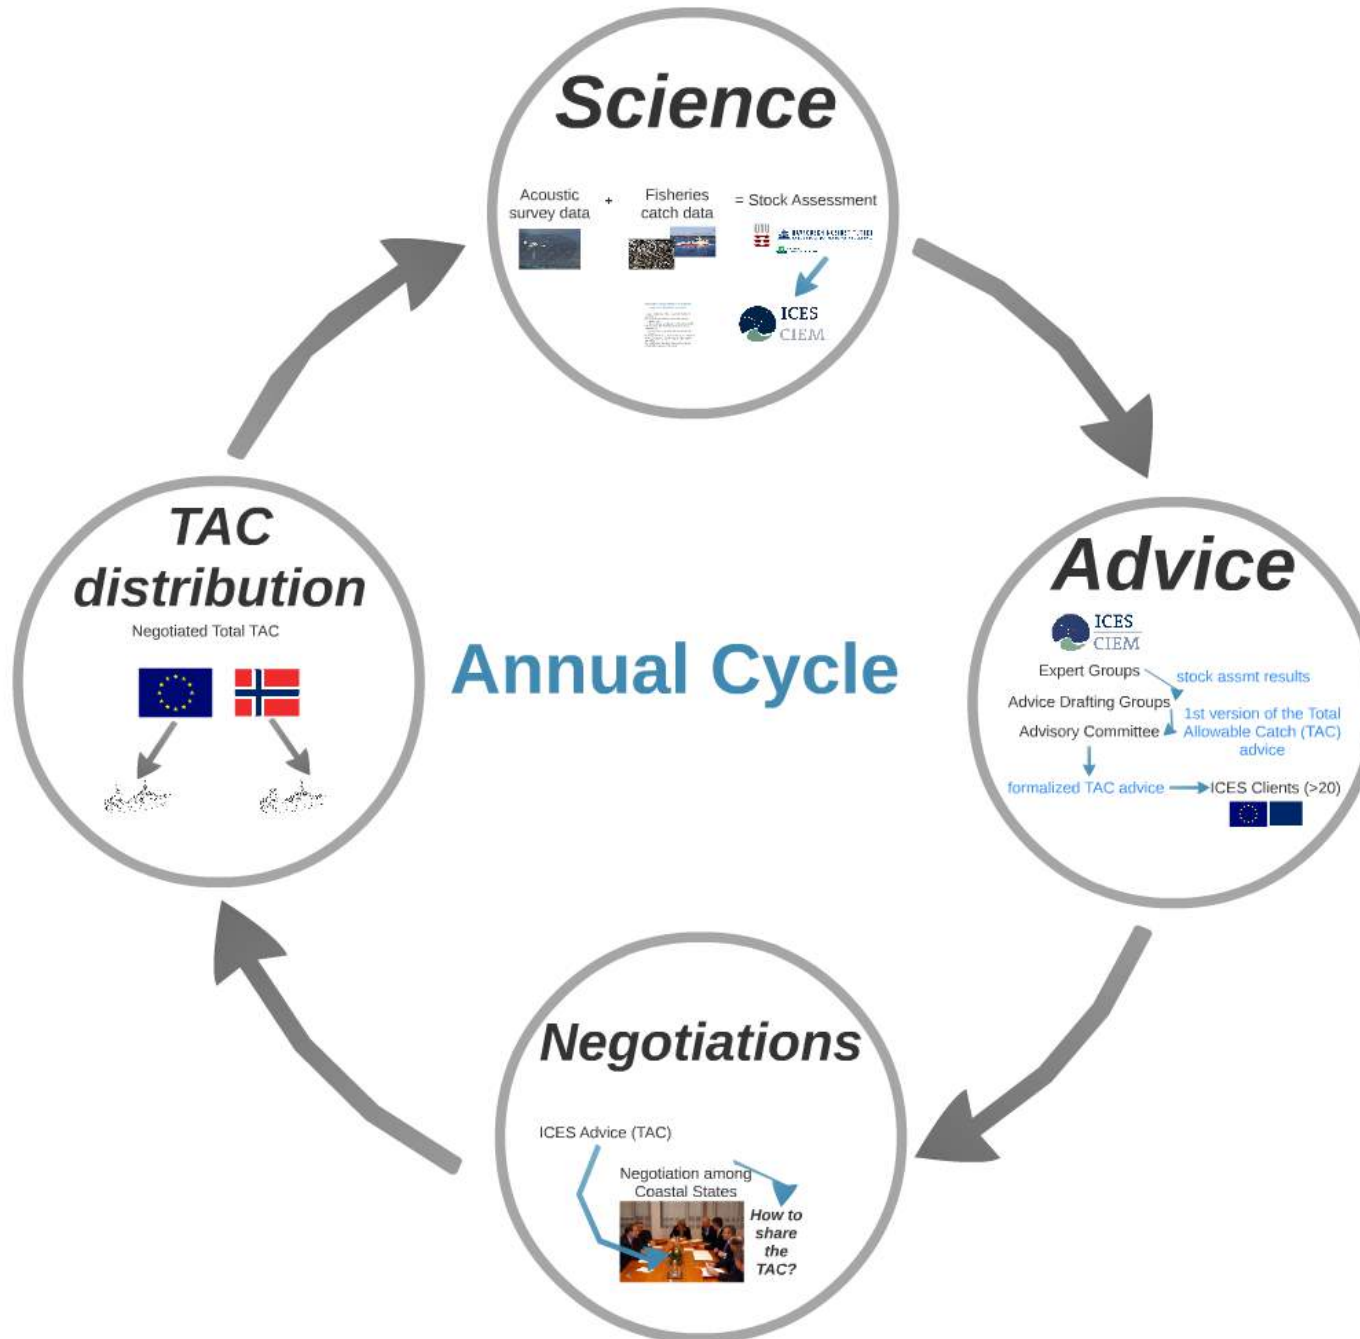 Science
Acoustic
survey data
+
Fisheries
catch data
= Stock Assessment
DTU
ICES
CIEM
Advice
ICES
CIEM
Expert Groups
stock assmt results
Advice Drafting Groups
1st version of the Total
Allowable Catch (TAC)
advice
Advisory Committee
formalized TAC advice
ICES Clients (>20)
Annual Cycle
Negotiations
ICES Advice (TAC)
Negotiation among
Coastal States
How to
share
the
TAC?
TAC
distribution
Negotiated Total TAC